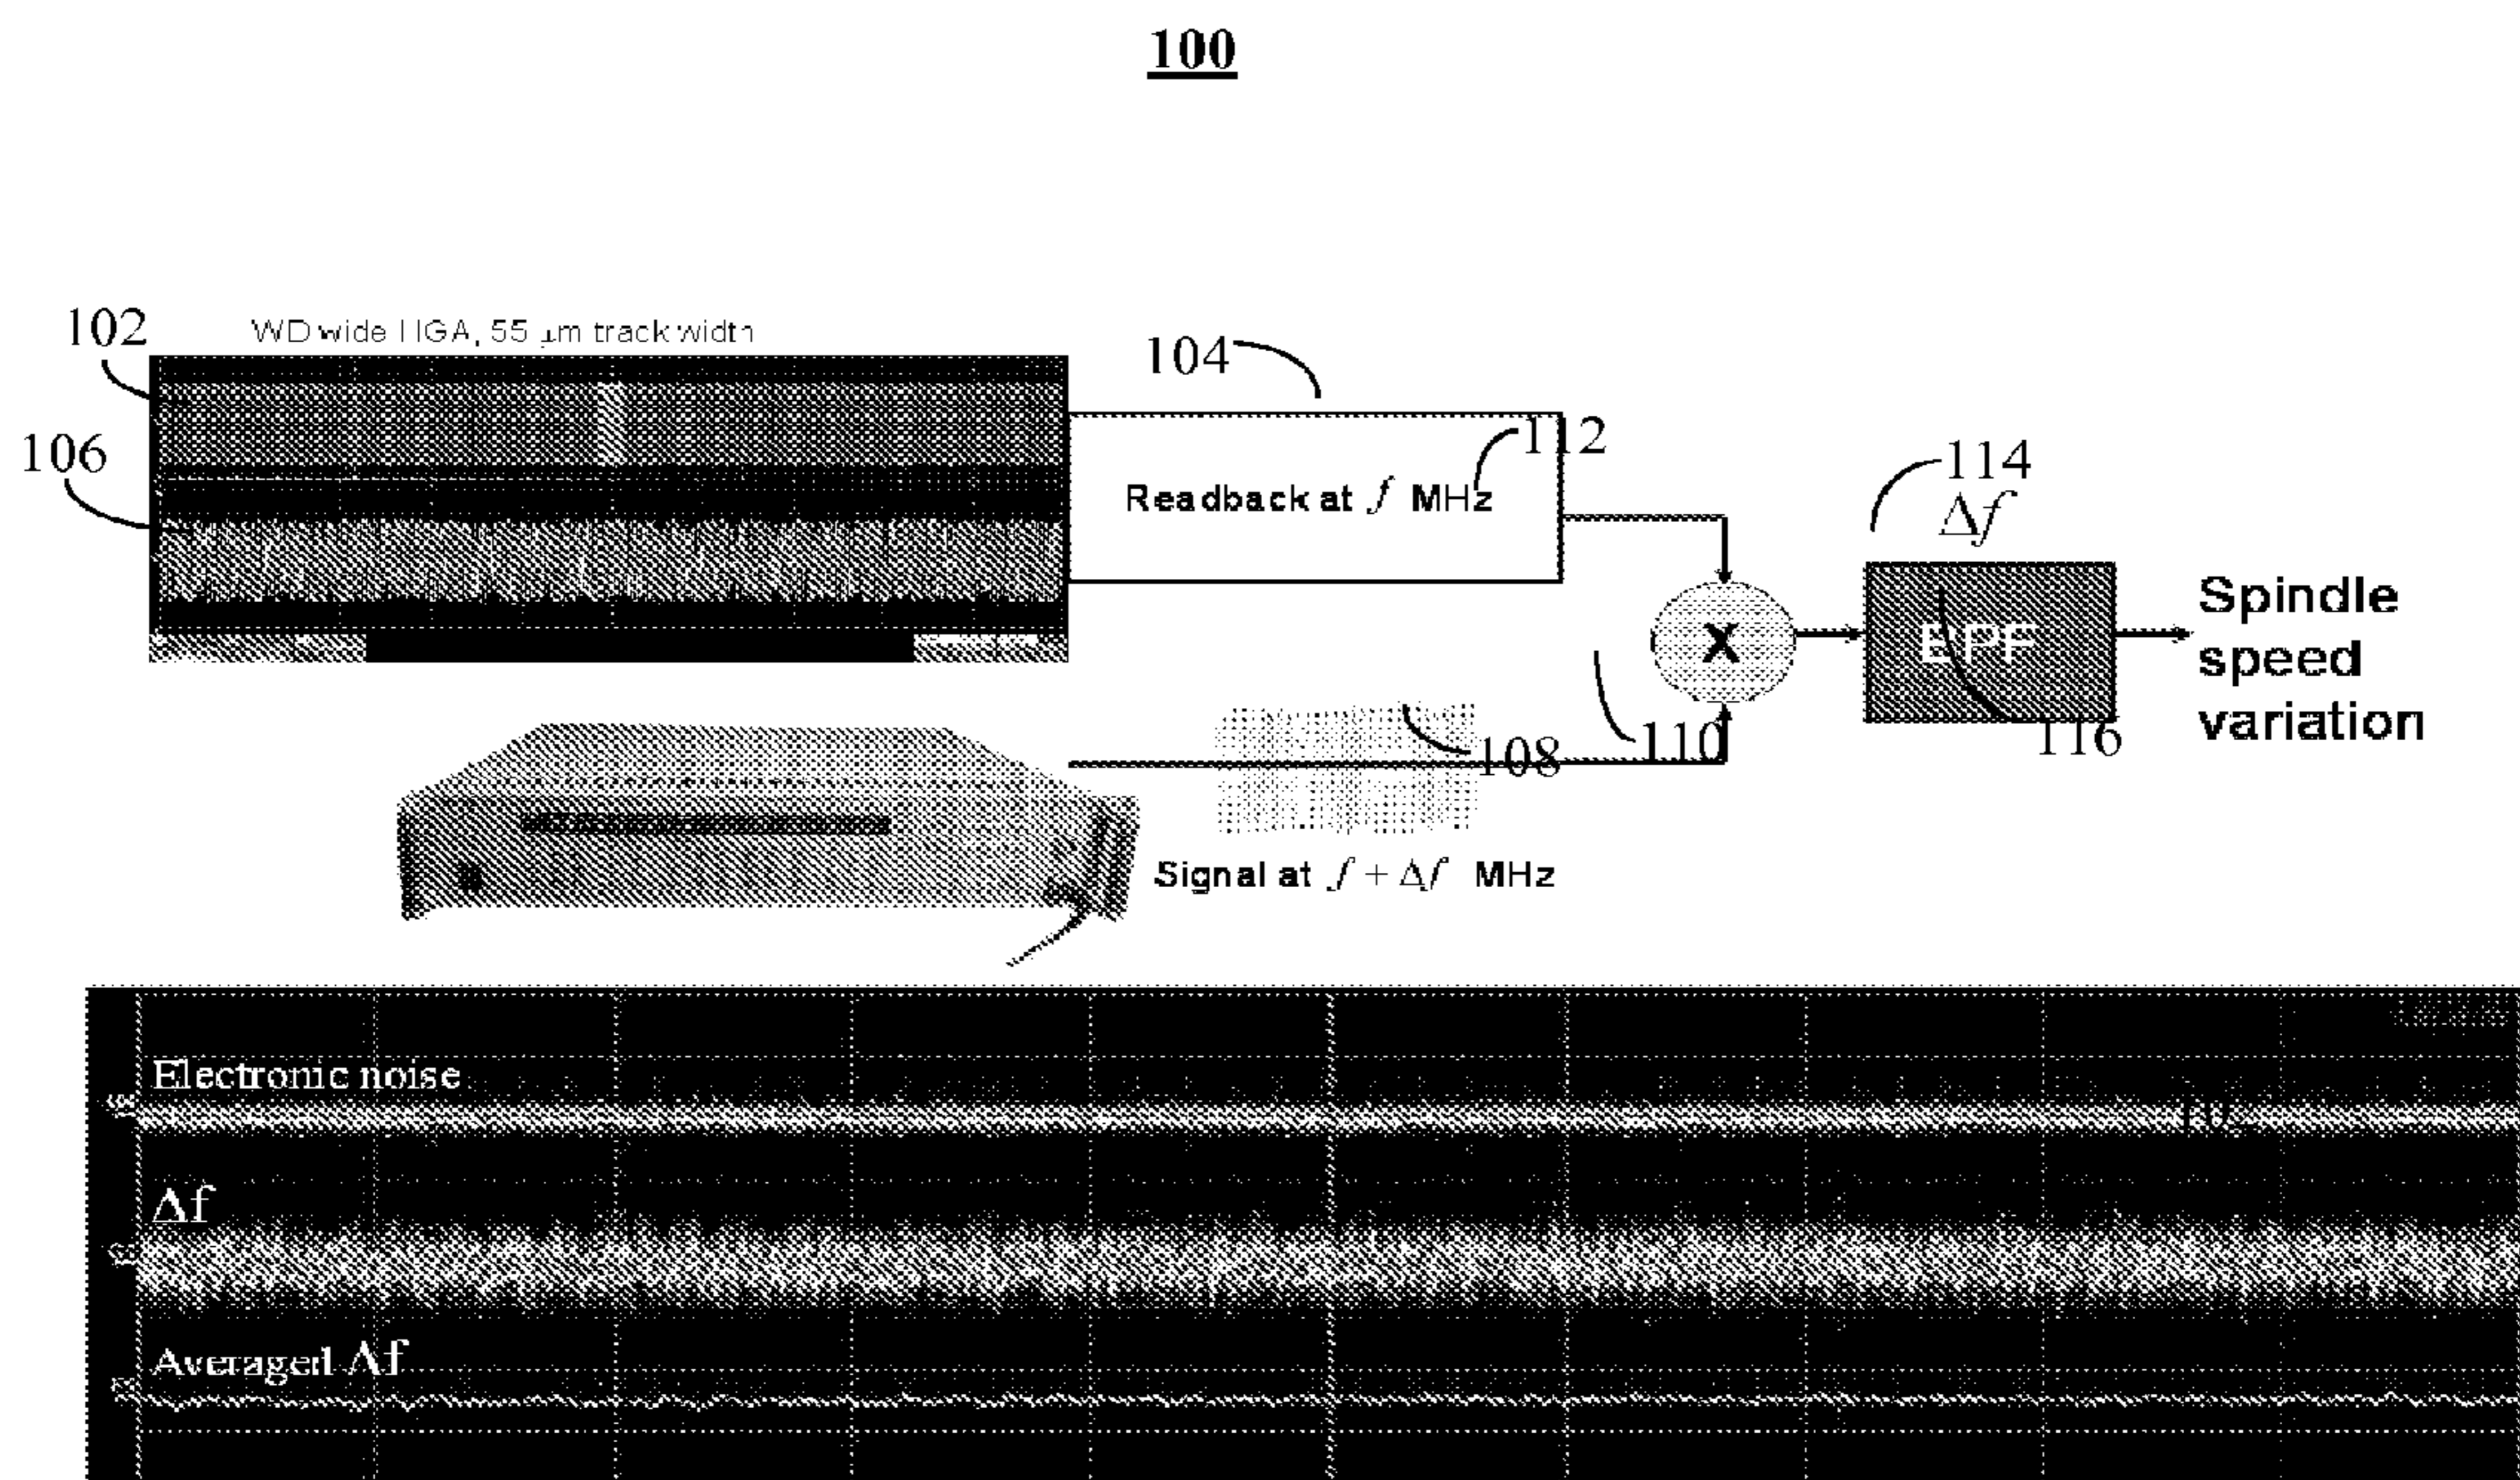 100
102
WD wide HGA, 55 µm track width
104
106
112
Readback at f MHz
114
Δf
X
BPF
Spindle
speed
variation
116
110
108
Signal at f + Δf MHz
Electronic noise
Δf
Averaged Δf